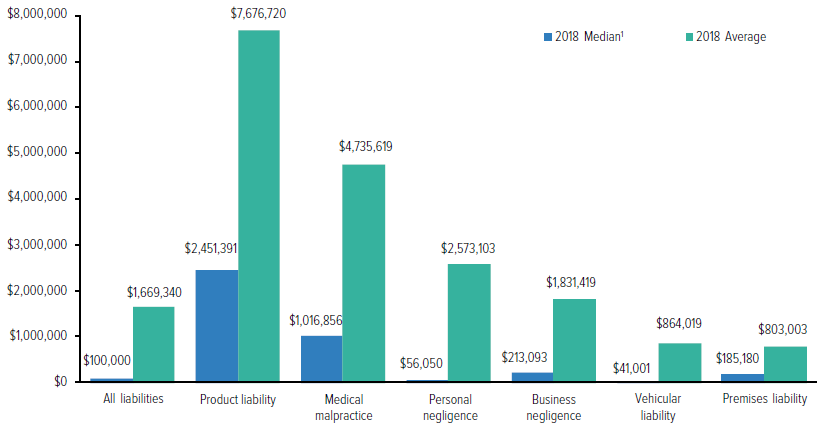 $8,000,000
$7,000,000
$6,000,000
$5,000,000
$4,000,000
$3,000,000
$2,000,000
$1,000,000
$0
2018 Median¹
2018 Average
$100,000
$1,669,340
$2,451,391
$7,676,720
$1,016,856
$4,735,619
$56,050
$2,573,103
$213,093
$1,831,419
$41,001
$864,019
$185,180
$803,003
All liabilities
Product liability
Medical
malpractice
Personal
negligence
Business
negligence
Vehicular
liability
Premises liability